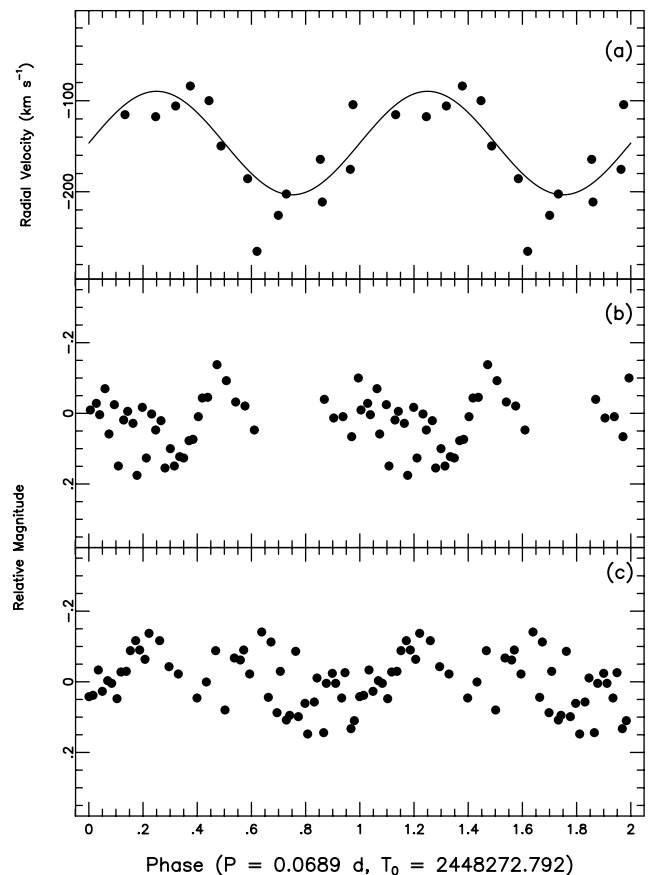 (a)
Radial Velocity (km s⁻¹)
-100
-200
(b)
-.2
0
.2
Relative Magnitude
(c)
-.2
0
.2
0 .2 .4 .6 .8 1 1.2 1.4 1.6 1.8 2
Phase (P = 0.0689 d, T₀ = 2448272.792)